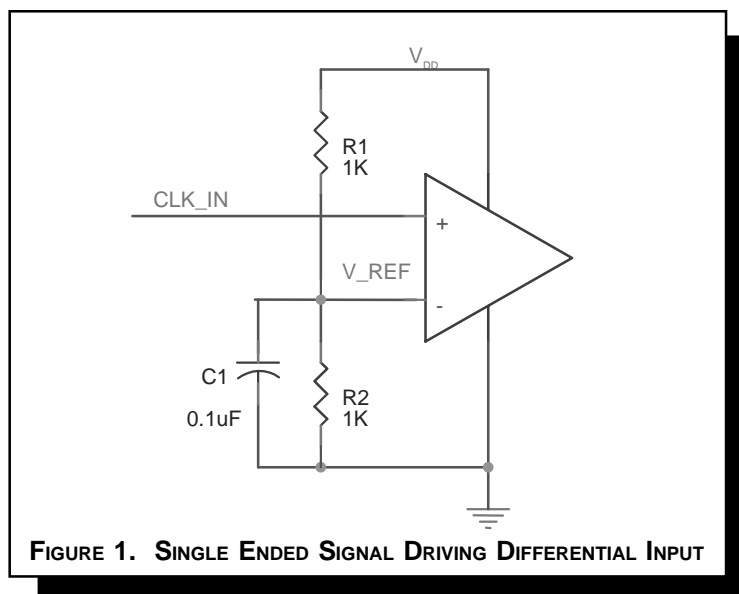 V_DD
R1
1K
CLK_IN
+
V_REF
-
C1
0.1uF
R2
1K
FIGURE 1. SINGLE ENDED SIGNAL DRIVING DIFFERENTIAL INPUT